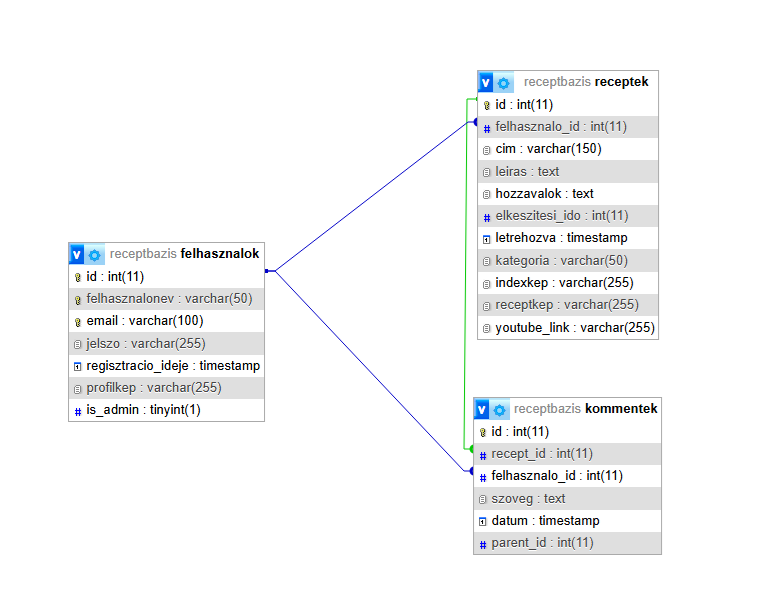 receptbazis felhasznalok
id : int(11)
felhasznalonev : varchar(50)
email : varchar(100)
jelszo : varchar(255)
regisztracio_ideje : timestamp
profilkep : varchar(255)
is_admin : tinyint(1)
receptbazis receptek
id : int(11)
felhasznalo_id : int(11)
cim : varchar(150)
leiras : text
hozzavalok : text
elkeszitesi_ido : int(11)
letrehozva : timestamp
kategoria : varchar(50)
indexkep : varchar(255)
receptkep : varchar(255)
youtube_link : varchar(255)
receptbazis kommentek
id : int(11)
recept_id : int(11)
felhasznalo_id : int(11)
szoveg : text
datum : timestamp
parent_id : int(11)